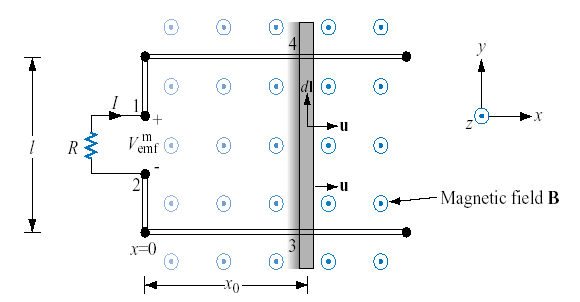 4
y
dl
I
1
+
u
z
x
l
R
V^m_emf
-
2
u
Magnetic field B
x=0
3
x_0